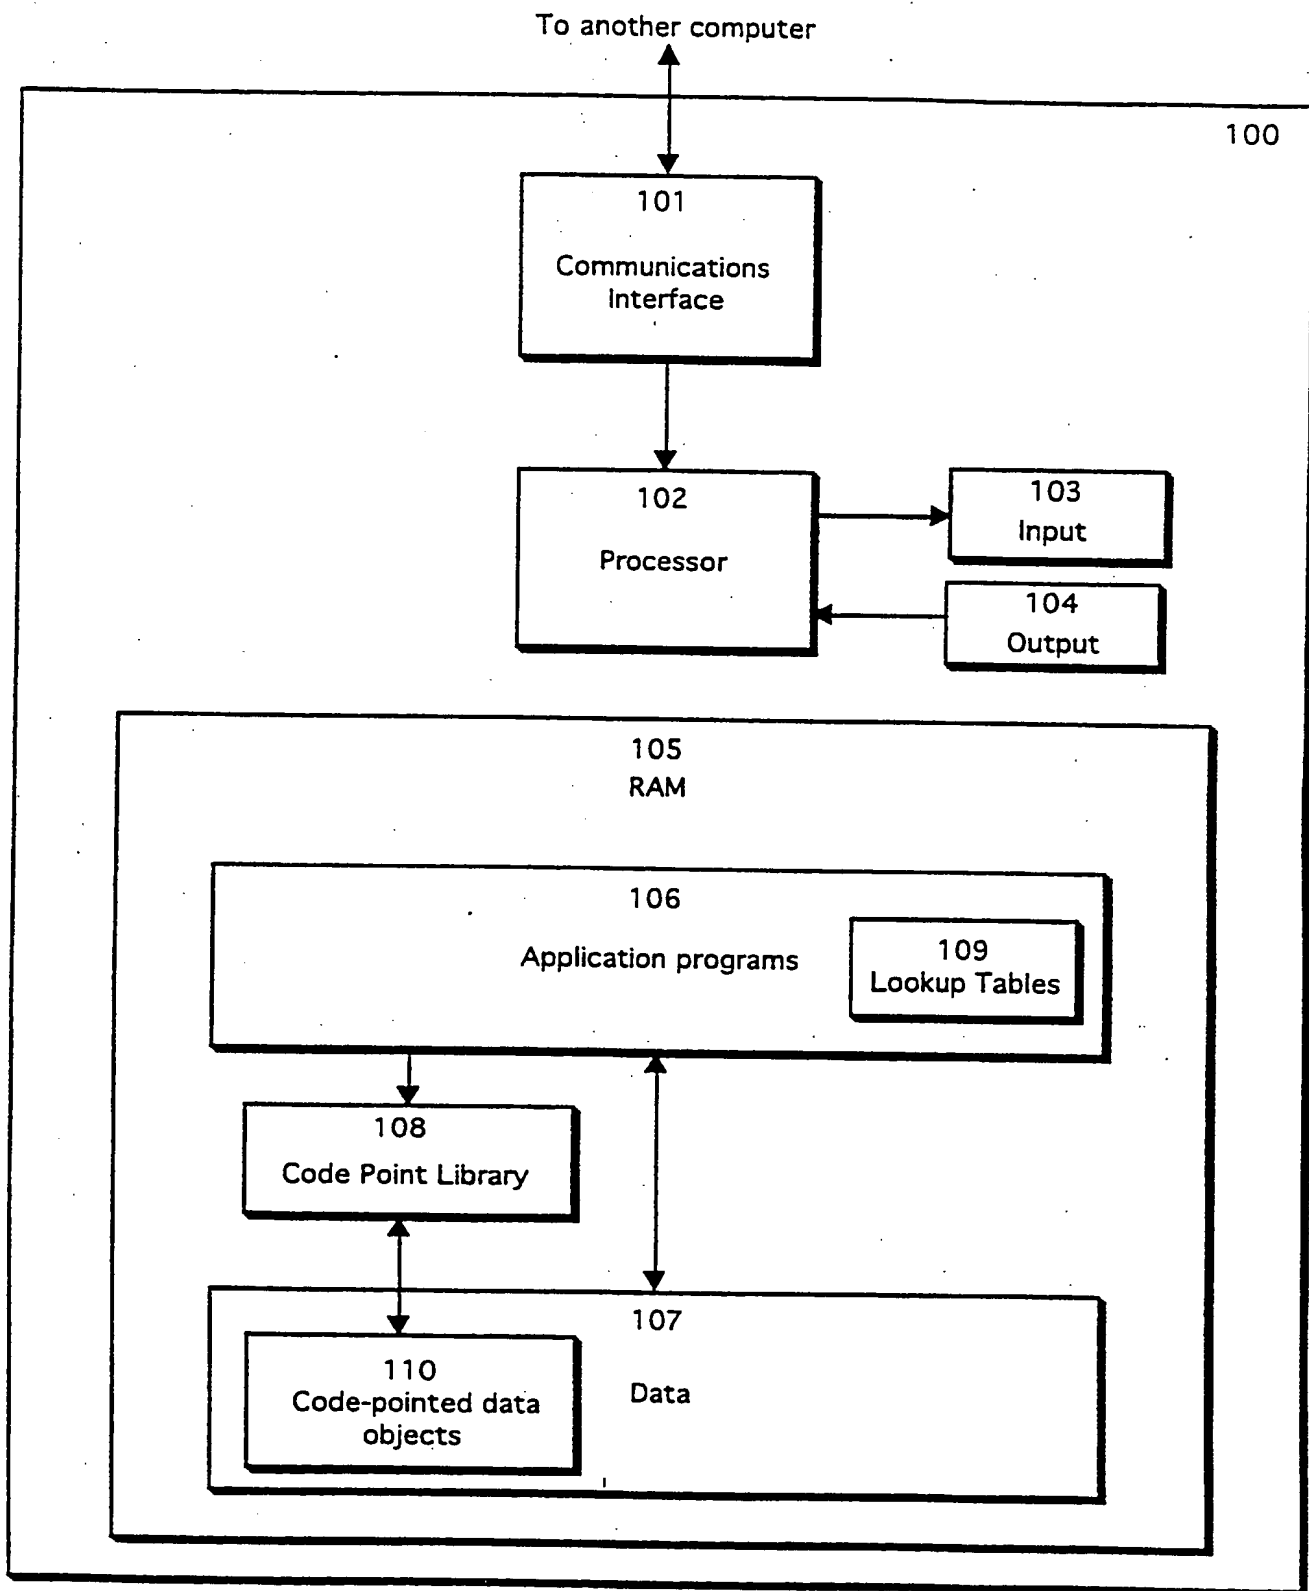 To another computer
100
101
Communications
Interface
102
Processor
103
Input
104
Output
105
RAM
106
Application programs
109
Lookup Tables
108
Code Point Library
107
Data
110
Code-pointed data
objects